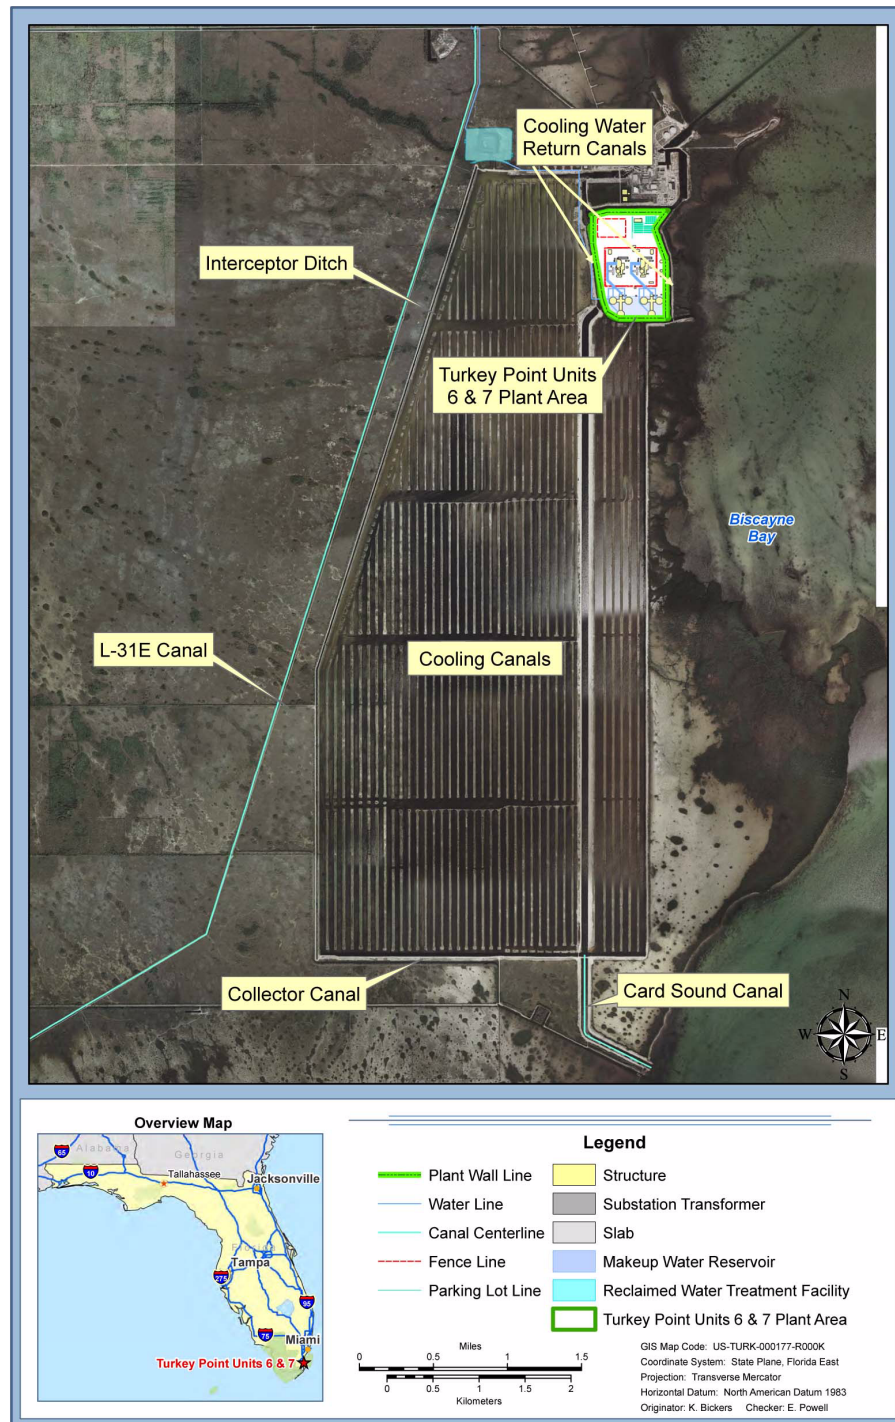 Cooling Water
Return Canals
Interceptor Ditch
Turkey Point Units
6 & 7 Plant Area
Biscayne
Bay
L-31E Canal
Cooling Canals
Collector Canal
Card Sound Canal
N
W
E
S
Overview Map
Alabama
Georgia
65
10
Tallahassee
Jacksonville
Florida
Tampa
275
95
75
Miami
Turkey Point Units 6 & 7
Legend
Plant Wall Line
Water Line
Canal Centerline
Fence Line
Parking Lot Line
Structure
Substation Transformer
Slab
Makeup Water Reservoir
Reclaimed Water Treatment Facility
Turkey Point Units 6 & 7 Plant Area
Miles
0 0.5 1 1.5
0 0.5 1 1.5 2
Kilometers
GIS Map Code: US-TURK-000177-R000K
Coordinate System: State Plane, Florida East
Projection: Transverse Mercator
Horizontal Datum: North American Datum 1983
Originator: K. Bickers Checker: E. Powell